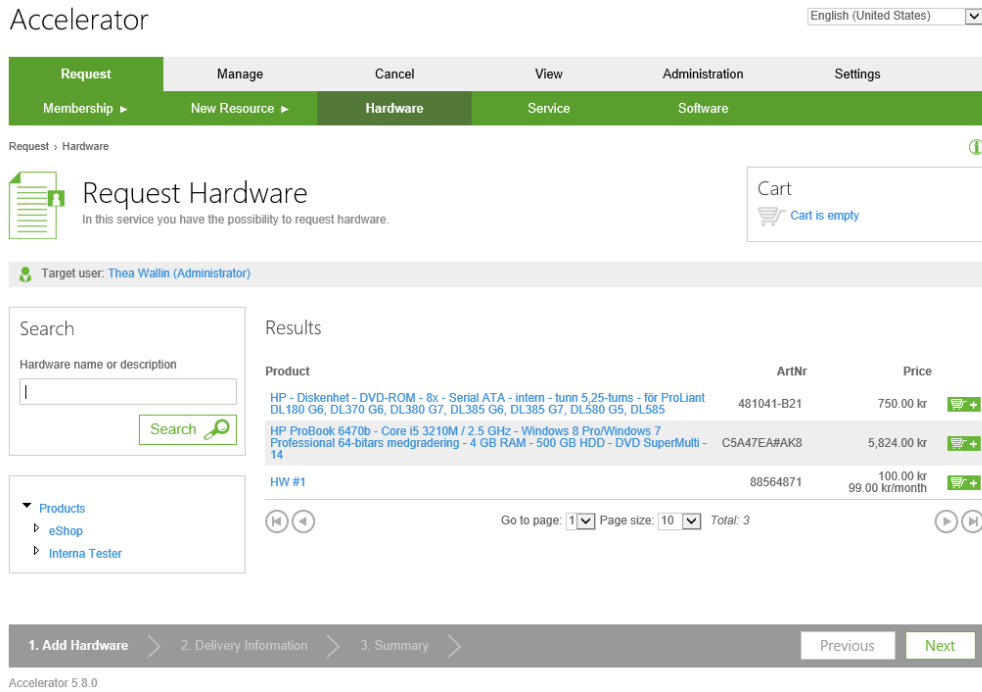 Accelerator
English (United States)
Request Manage Cancel View Administration Settings
Membership ► New Resource ► Hardware Service Software
Request › Hardware
Request Hardware
In this service you have the possibility to request hardware.
Cart
Cart is empty
Target user: Thea Wallin (Administrator)
Search
Hardware name or description
Search
Products
eShop
Interna Tester
Results
Product ArtNr Price
HP - Diskenhet - DVD-ROM - 8x - Serial ATA - intern - tunn 5,25-tums - för ProLiant
DL180 G6, DL370 G6, DL380 G7, DL385 G6, DL385 G7, DL580 G5, DL585
481041-B21 750.00 kr
HP ProBook 6470b - Core i5 3210M / 2.5 GHz - Windows 8 Pro/Windows 7
Professional 64-bitars medgradering - 4 GB RAM - 500 GB HDD - DVD SuperMulti -
14
C5A47EA#AK8 5,824.00 kr
HW #1 88564871 100.00 kr
99.00 kr/month
Go to page: 1 Page size: 10 Total: 3
1. Add Hardware 2. Delivery Information 3. Summary Previous Next
Accelerator 5.8.0